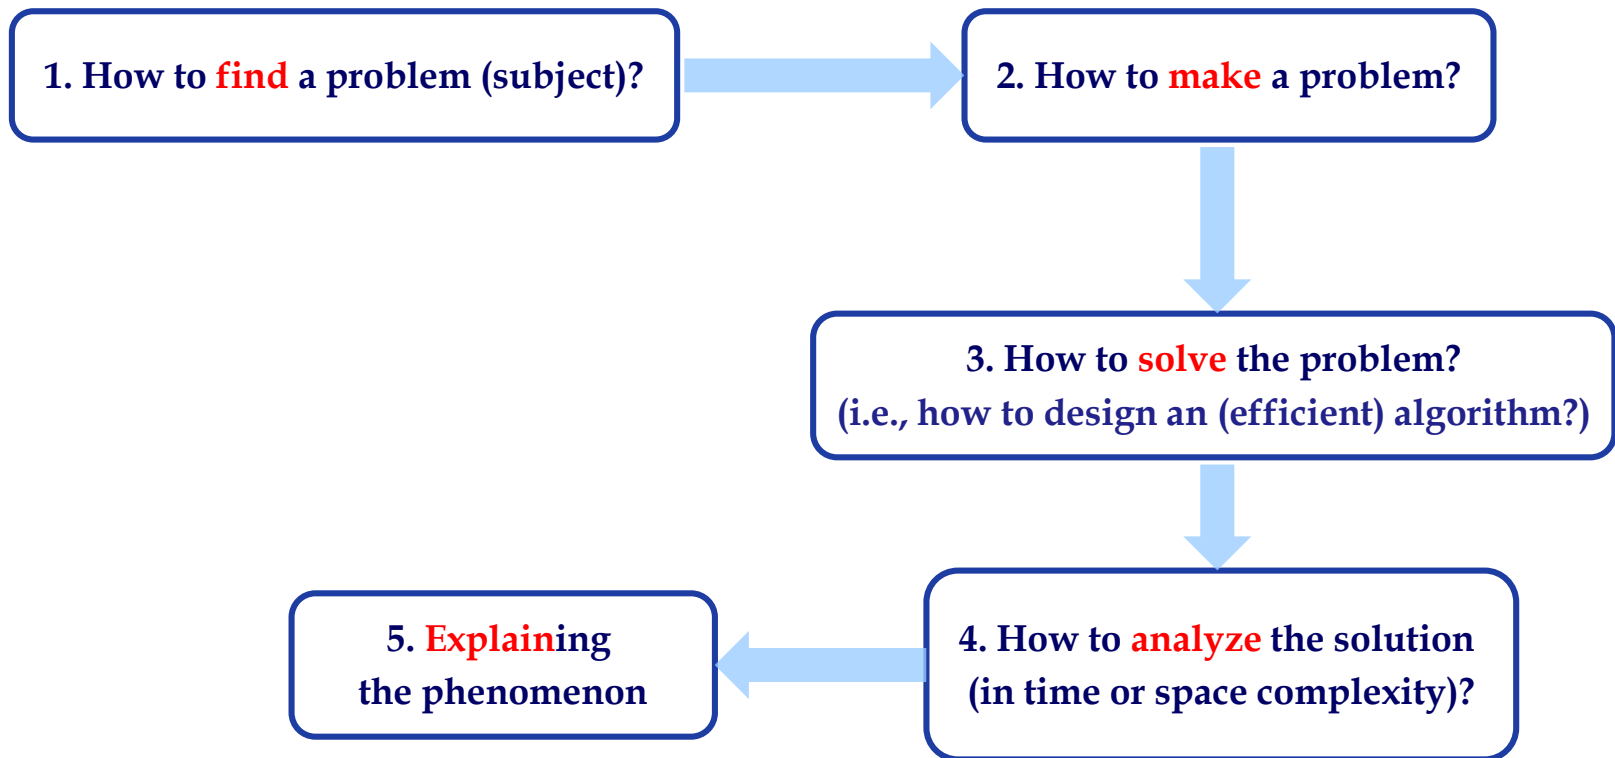 1. How to find a problem (subject)?
2. How to make a problem?
3. How to solve the problem?
(i.e., how to design an (efficient) algorithm?)
4. How to analyze the solution
(in time or space complexity)?
5. Explaining
the phenomenon